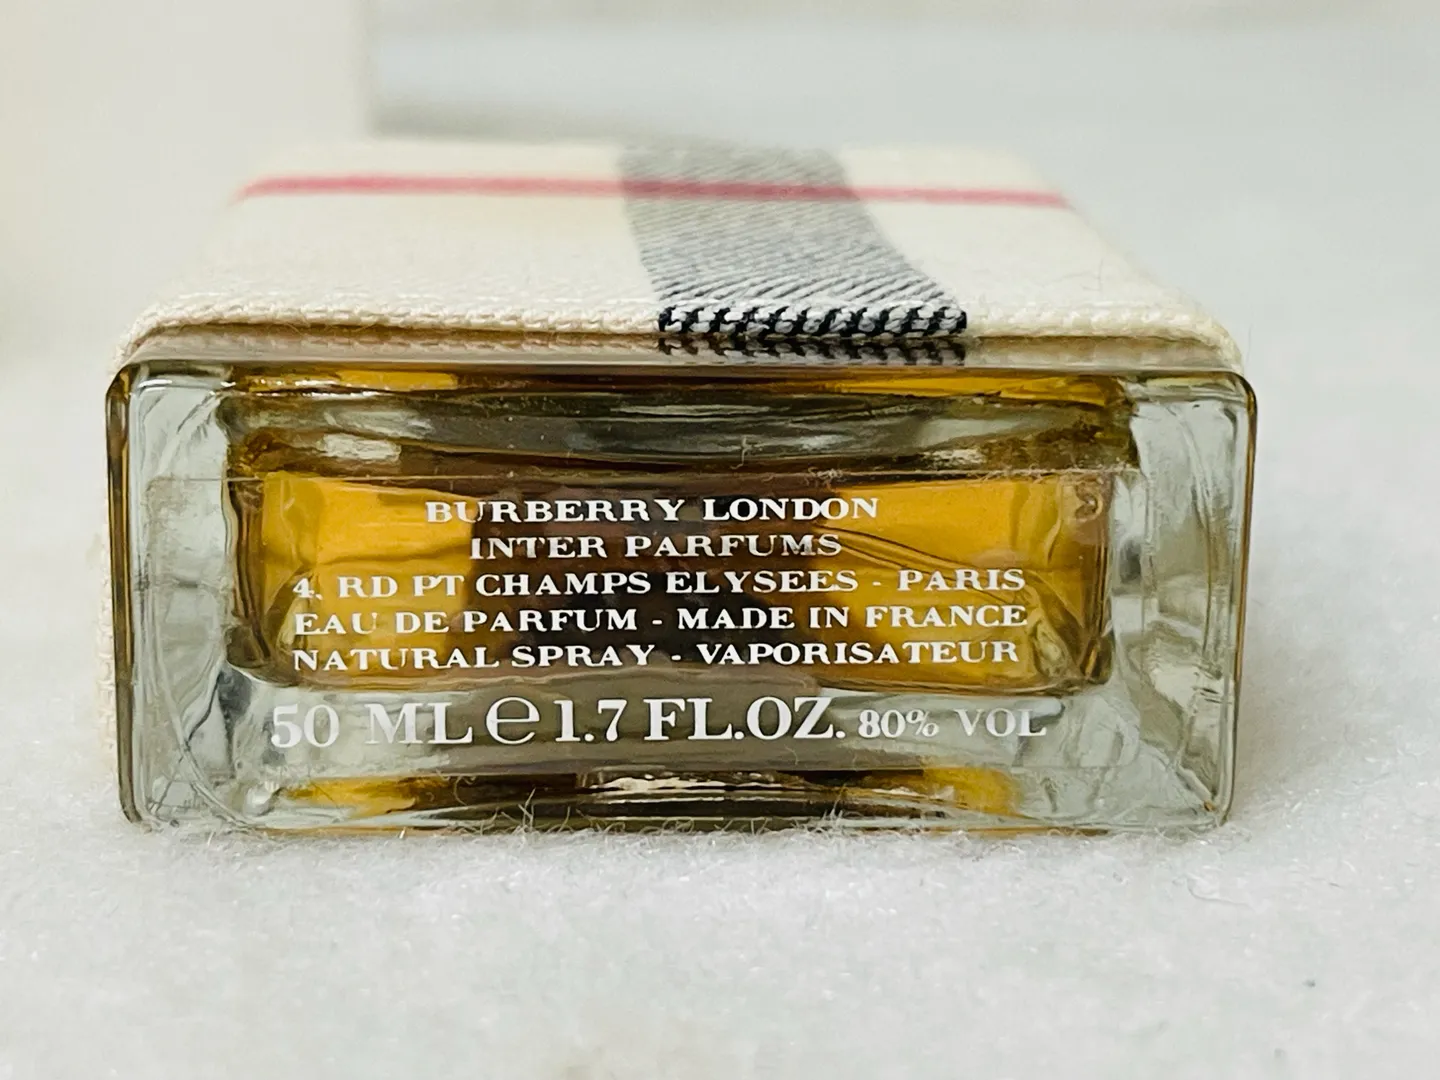 BURBERRY LONDON
INTER PARFUMS
4, RD PT CHAMPS ELYSEES - PARIS
EAU DE PARFUM - MADE IN FRANCE
NATURAL SPRAY - VAPORISATEUR
50 ML ℮ 1.7 FL.OZ. 80% VOL